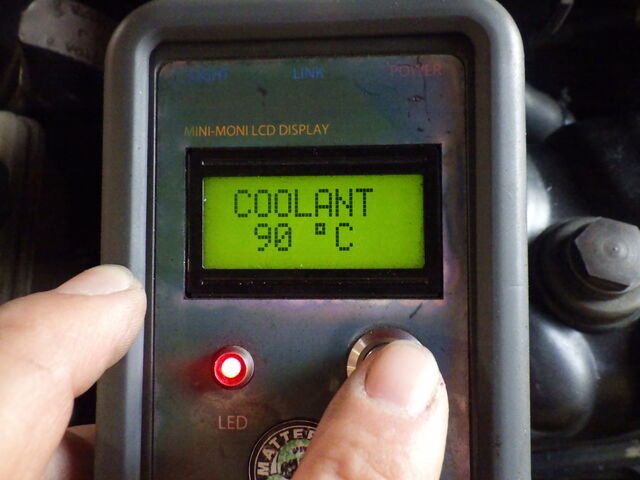 LIGHT LINK POWER
MINI-MONI LCD DISPLAY
COOLANT
90 °C
LED